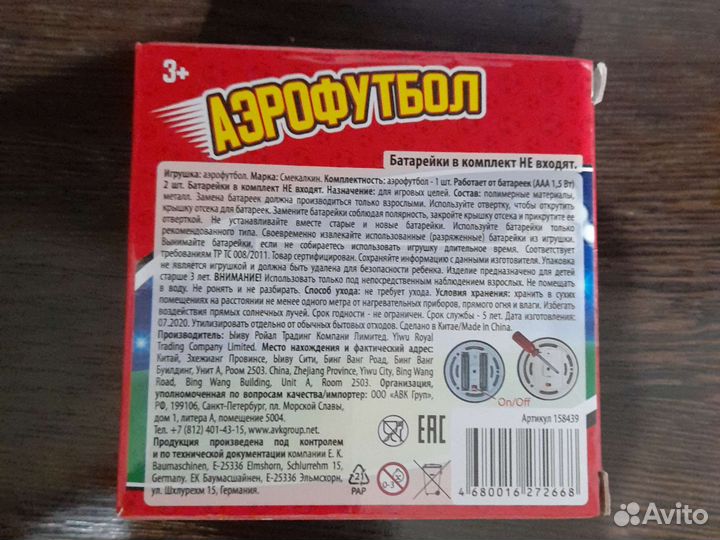 3+
АЭРОФУТБОЛ
Батарейки в комплект НЕ входят.
Игрушка: аэрофутбол. Марка: Смекалкин. Комплектность: аэрофутбол - 1 шт. Работает от батареек (ААА 1,5 Вт)
2 шт. Батарейки в комплект НЕ входят. Назначение: для игровых целей. Состав: полимерные материалы,
металл. Замена батареек должна производиться только взрослыми. Используйте отвертку, чтобы открутить
крышку отсека для батареек. Замените батарейки соблюдая полярность, закройте крышку отсека и прикрутите ее
отверткой. Не устанавливайте вместе старые и новые батарейки. Используйте батарейки только
рекомендованного типа. Своевременно извлекайте использованные (разряженные) батарейки из игрушки.
Вынимайте батарейки, если не собираетесь использовать игрушку длительное время. Соответствует
требованиям ТР ТС 008/2011. Товар сертифицирован. Сохраняйте информацию с данными изготовителя. Упаковка
не является игрушкой и должна быть удалена для безопасности ребенка. Изделие предназначено для детей
старше 3 лет. ВНИМАНИЕ! Использовать только под непосредственным наблюдением взрослых. Не помещать
в воду. Не ронять и не разбирать. Способ ухода: не требует ухода. Условия хранения: хранить в сухих
помещениях на расстоянии не менее одного метра от нагревательных приборов, прямого огня и влаги. Избегать
воздействия прямых солнечных лучей. Срок годности - не ограничен. Срок службы - 5 лет. Дата изготовления:
07.2020. Утилизировать отдельно от обычных бытовых отходов. Сделано в Китае/Made in China.
Производитель: Ыиву Ройал Традинг Компани Лимитед. Yiwu Royal
Trading Company Limited. Место нахождения и фактический адрес:
Китай, Зхежианг Провинсе, Ыиву Сити, Бинг Ванг Роад, Бинг Ванг
Буилдинг, Унит А, Роом 2503. China, Zhejiang Province, Yiwu City, Bing Wang
Road, Bing Wang Building, Unit A, Room 2503. Организация,
уполномоченная по вопросам качества/импортер: ООО «АВК Груп»,
РФ, 199106, Санкт-Петербург, пл. Морской Славы,
дом 1, литера А, помещение 5004.
Тел. +7 (812) 401-43-15, www.avkgroup.net.
Продукция произведена под контролем
и по технической документации компании E. K.
Baumaschinen, E-25336 Elmshorn, Schlurrehm 15,
Germany. ЕК Баумасшайнен, Е-25336 Эльмсхорн,
ул. Шхлурехм 15, Германия.
On/Off
Артикул 158439
EAC
21
PAP
0-3
4 680016 272668
Avito